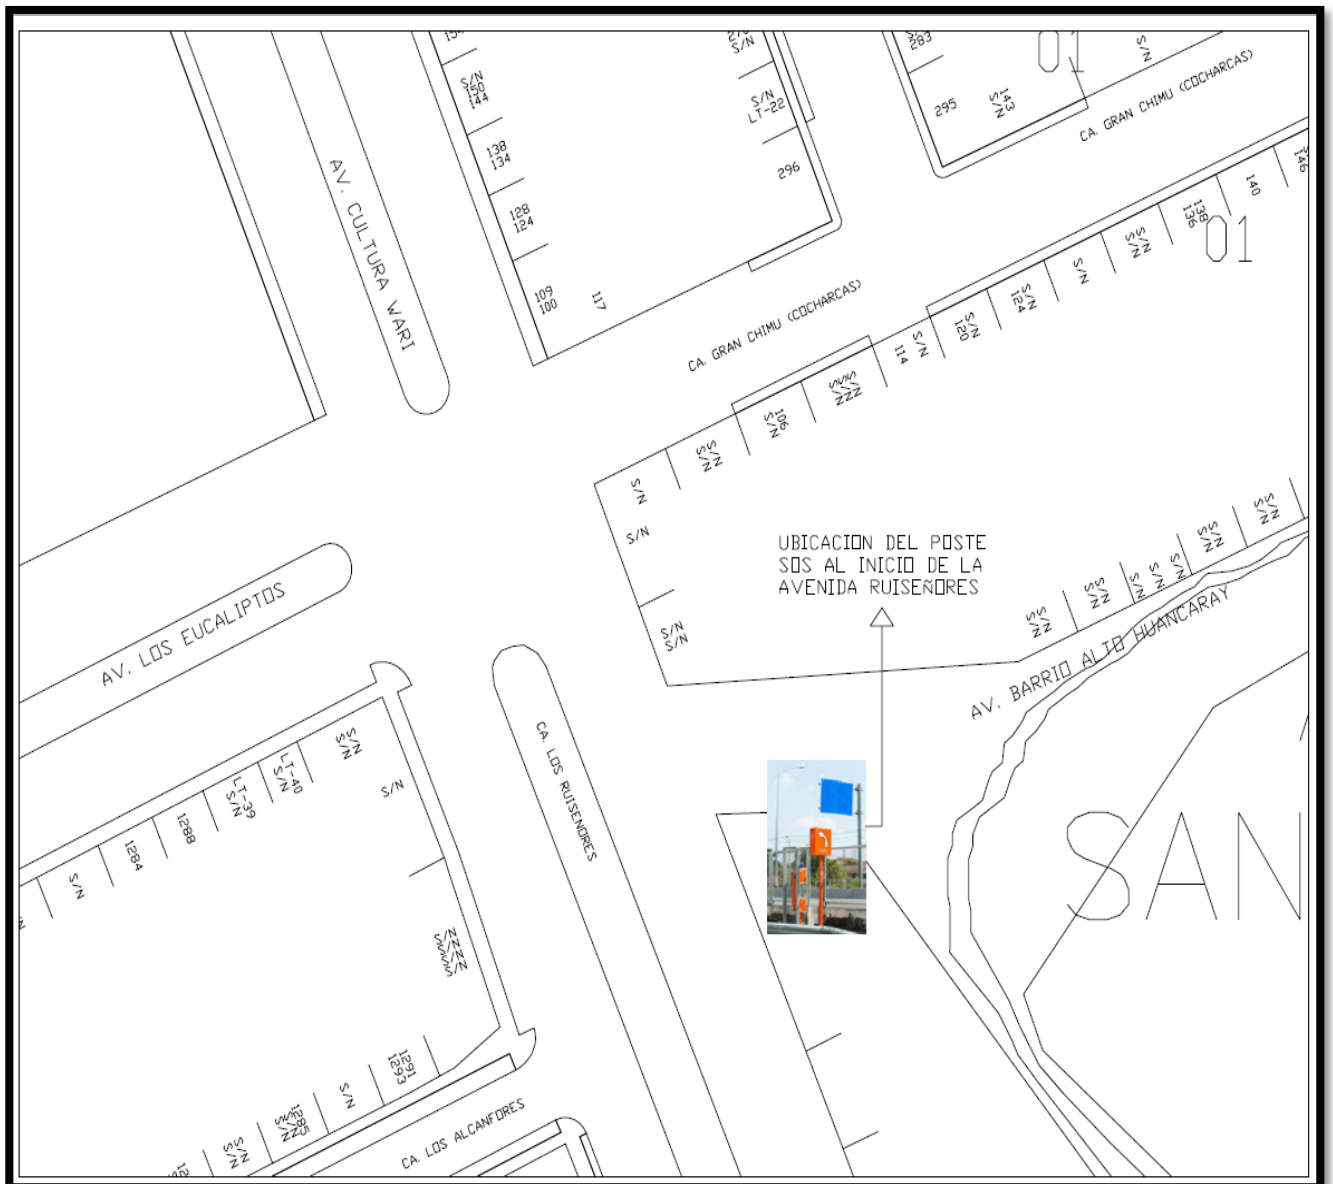 S/N
283
01
S/N
S/N
150
144
S/N
S/N
LT-22
295
143
S/N
CA. GRAN CHIMU (COCHARCAS)
138
134
296
146
140
128
124
AV. CULTURA WARI
138
136
01
S/N
S/N
S/N
109
100
117
S/N
124
CA. GRAN CHIMU (COCHARCAS)
S/N
120
S/N
114
S/N
S/N
S/N
106
S/N
S/N
S/N
S/N
S/N
UBICACION DEL POSTE
SOS AL INICIO DE LA
AVENIDA RUISEÑORES
S/N
S/N
S/N
S/N
S/N
S/N
S/N
S/N
S/N
S/N
S/N
S/N
S/N
AV. LOS EUCALIPTOS
AV. BARRIO ALTO HUANCARAY
CA. LOS RUISENORES
S/N
S/N
LT-40
S/N
LT-39
S/N
S/N
1288
1284
S/N
SAN
S/N
S/N
S/N
S/N
1291
1293
S/N
1285
S/N
S/N
S/N
S/N
CA. LOS ALCANFORES